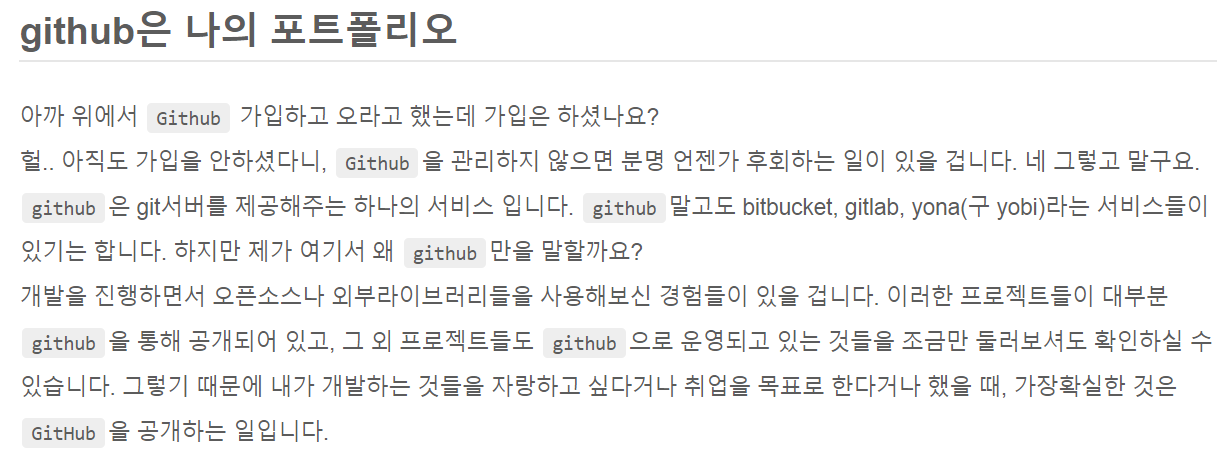 github은 나의 포트폴리오
아까 위에서 Github 가입하고 오라고 했는데 가입은 하셨나요?
헐.. 아직도 가입을 안하셨다니, Github 을 관리하지 않으면 분명 언젠가 후회하는 일이 있을 겁니다. 네 그렇고 말구요.
github 은 git서버를 제공해주는 하나의 서비스 입니다. github 말고도 bitbucket, gitlab, yona(구 yobi)라는 서비스들이
있기는 합니다. 하지만 제가 여기서 왜 github 만을 말할까요?
개발을 진행하면서 오픈소스나 외부라이브러리들을 사용해보신 경험들이 있을 겁니다. 이러한 프로젝트들이 대부분
github 을 통해 공개되어 있고, 그 외 프로젝트들도 github 으로 운영되고 있는 것들을 조금만 둘러보셔도 확인하실 수
있습니다. 그렇기 때문에 내가 개발하는 것들을 자랑하고 싶다거나 취업을 목표로 한다거나 했을 때, 가장확실한 것은
GitHub 을 공개하는 일입니다.